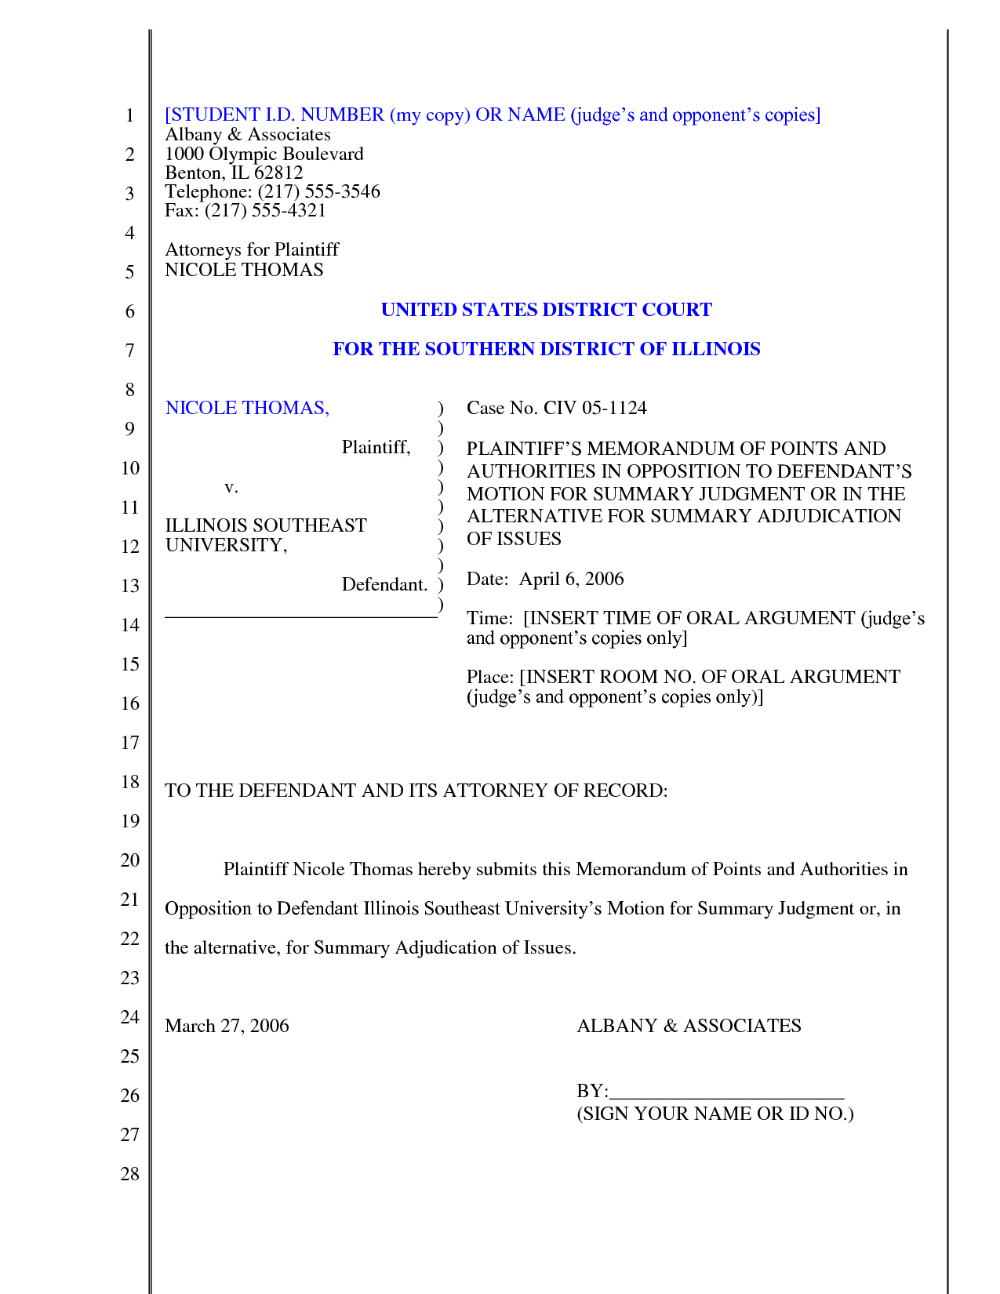 1 [STUDENT I.D. NUMBER (my copy) OR NAME (judge's and opponent's copies]
Albany & Associates
2 1000 Olympic Boulevard
Benton, IL 62812
3 Telephone: (217) 555-3546
Fax: (217) 555-4321
4
Attorneys for Plaintiff
5 NICOLE THOMAS
6 UNITED STATES DISTRICT COURT
7 FOR THE SOUTHERN DISTRICT OF ILLINOIS
8
NICOLE THOMAS, ) Case No. CIV 05-1124
9 )
Plaintiff, ) PLAINTIFF'S MEMORANDUM OF POINTS AND
10 ) AUTHORITIES IN OPPOSITION TO DEFENDANT'S
v. ) MOTION FOR SUMMARY JUDGMENT OR IN THE
11 ) ALTERNATIVE FOR SUMMARY ADJUDICATION
ILLINOIS SOUTHEAST ) OF ISSUES
12 UNIVERSITY, )
)
13 Defendant. ) Date: April 6, 2006
)
14 Time: [INSERT TIME OF ORAL ARGUMENT (judge's
and opponent's copies only]
15
Place: [INSERT ROOM NO. OF ORAL ARGUMENT
16 (judge's and opponent's copies only)]
17
18 TO THE DEFENDANT AND ITS ATTORNEY OF RECORD:
19
20 Plaintiff Nicole Thomas hereby submits this Memorandum of Points and Authorities in
21 Opposition to Defendant Illinois Southeast University's Motion for Summary Judgment or, in
22 the alternative, for Summary Adjudication of Issues.
23
24 March 27, 2006 ALBANY & ASSOCIATES
25
26 BY:________________________
(SIGN YOUR NAME OR ID NO.)
27
28